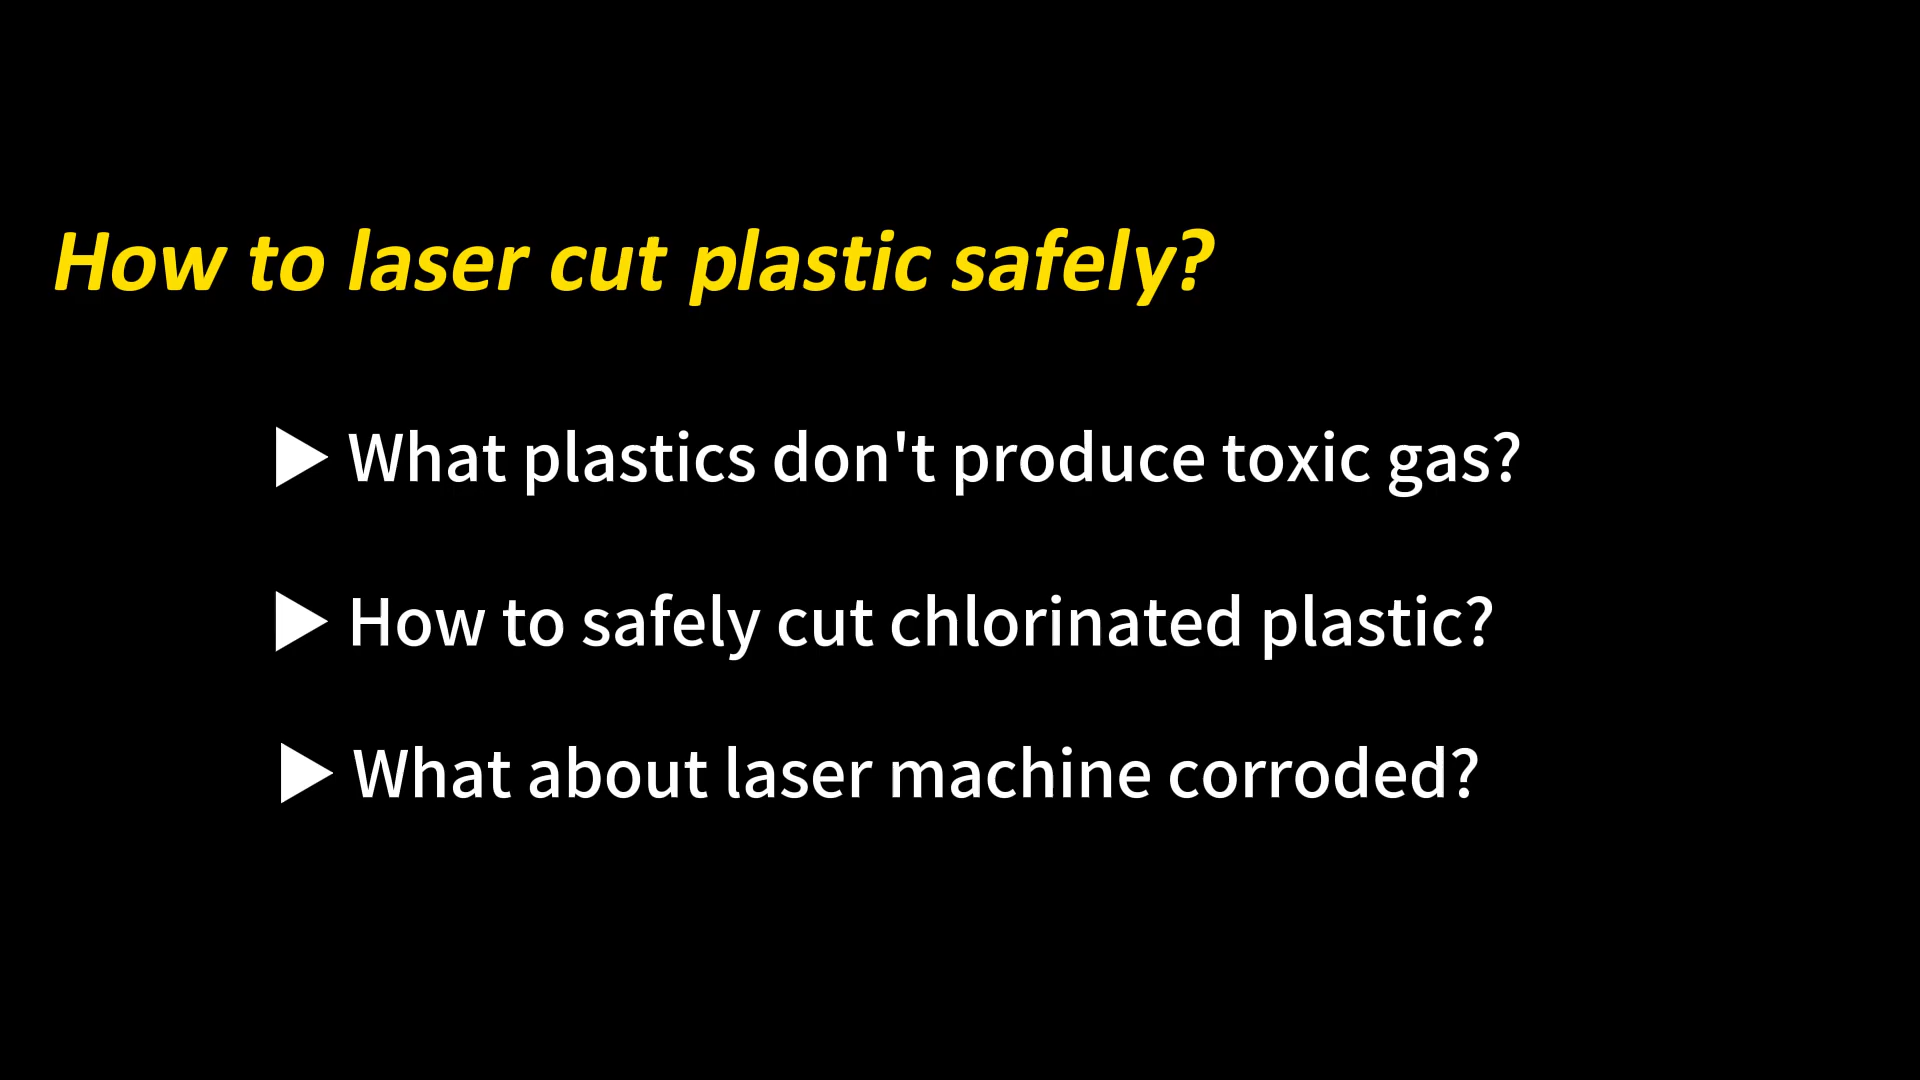 How to laser cut plastic safely?
▶ What plastics don't produce toxic gas?
▶ How to safely cut chlorinated plastic?
▶ What about laser machine corroded?